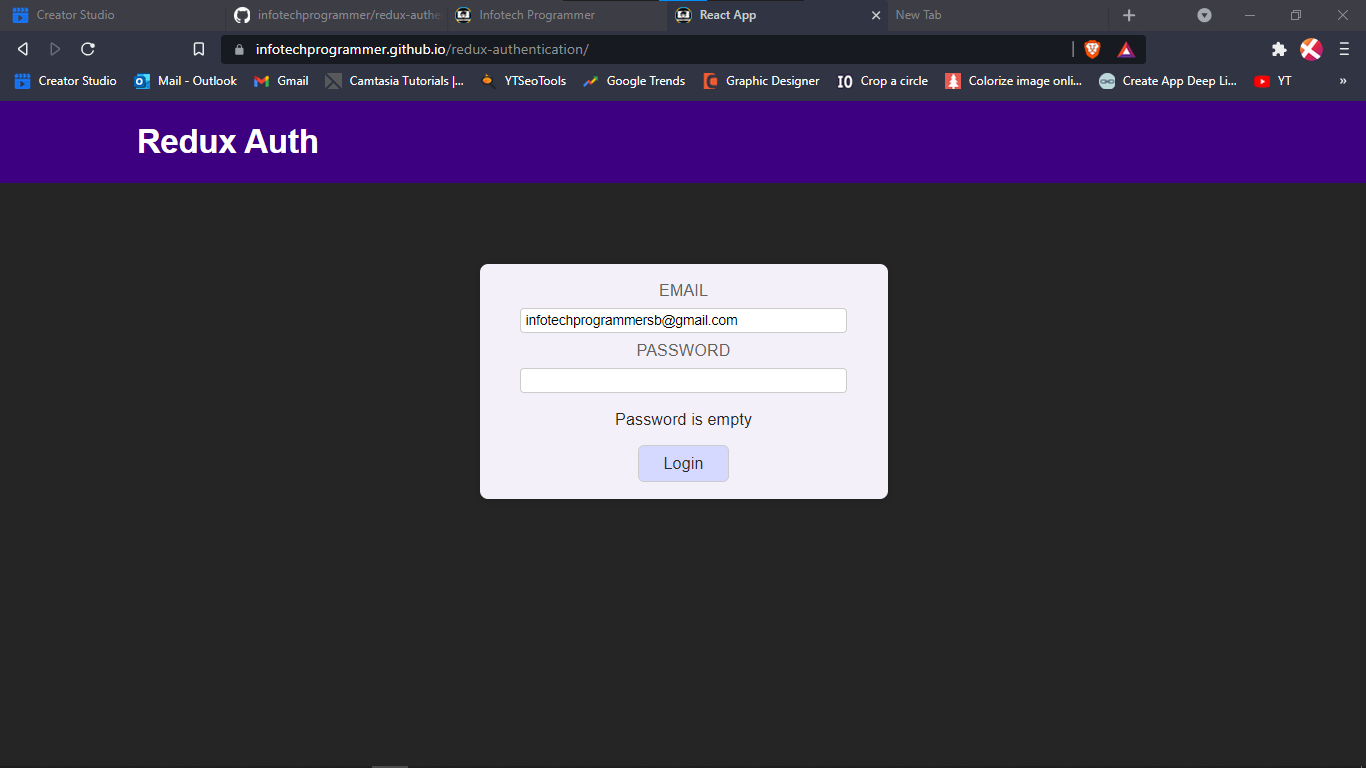 Creator Studio
infotechprogrammer/redux-authe
Infotech Programmer
React App
New Tab
infotechprogrammer.github.io/redux-authentication/
Creator Studio
Mail - Outlook
Gmail
Camtasia Tutorials |...
YTSeoTools
Google Trends
Graphic Designer
IO Crop a circle
Colorize image onli...
Create App Deep Li...
YT
»
Redux Auth
EMAIL
infotechprogrammersb@gmail.com
PASSWORD
Password is empty
Login